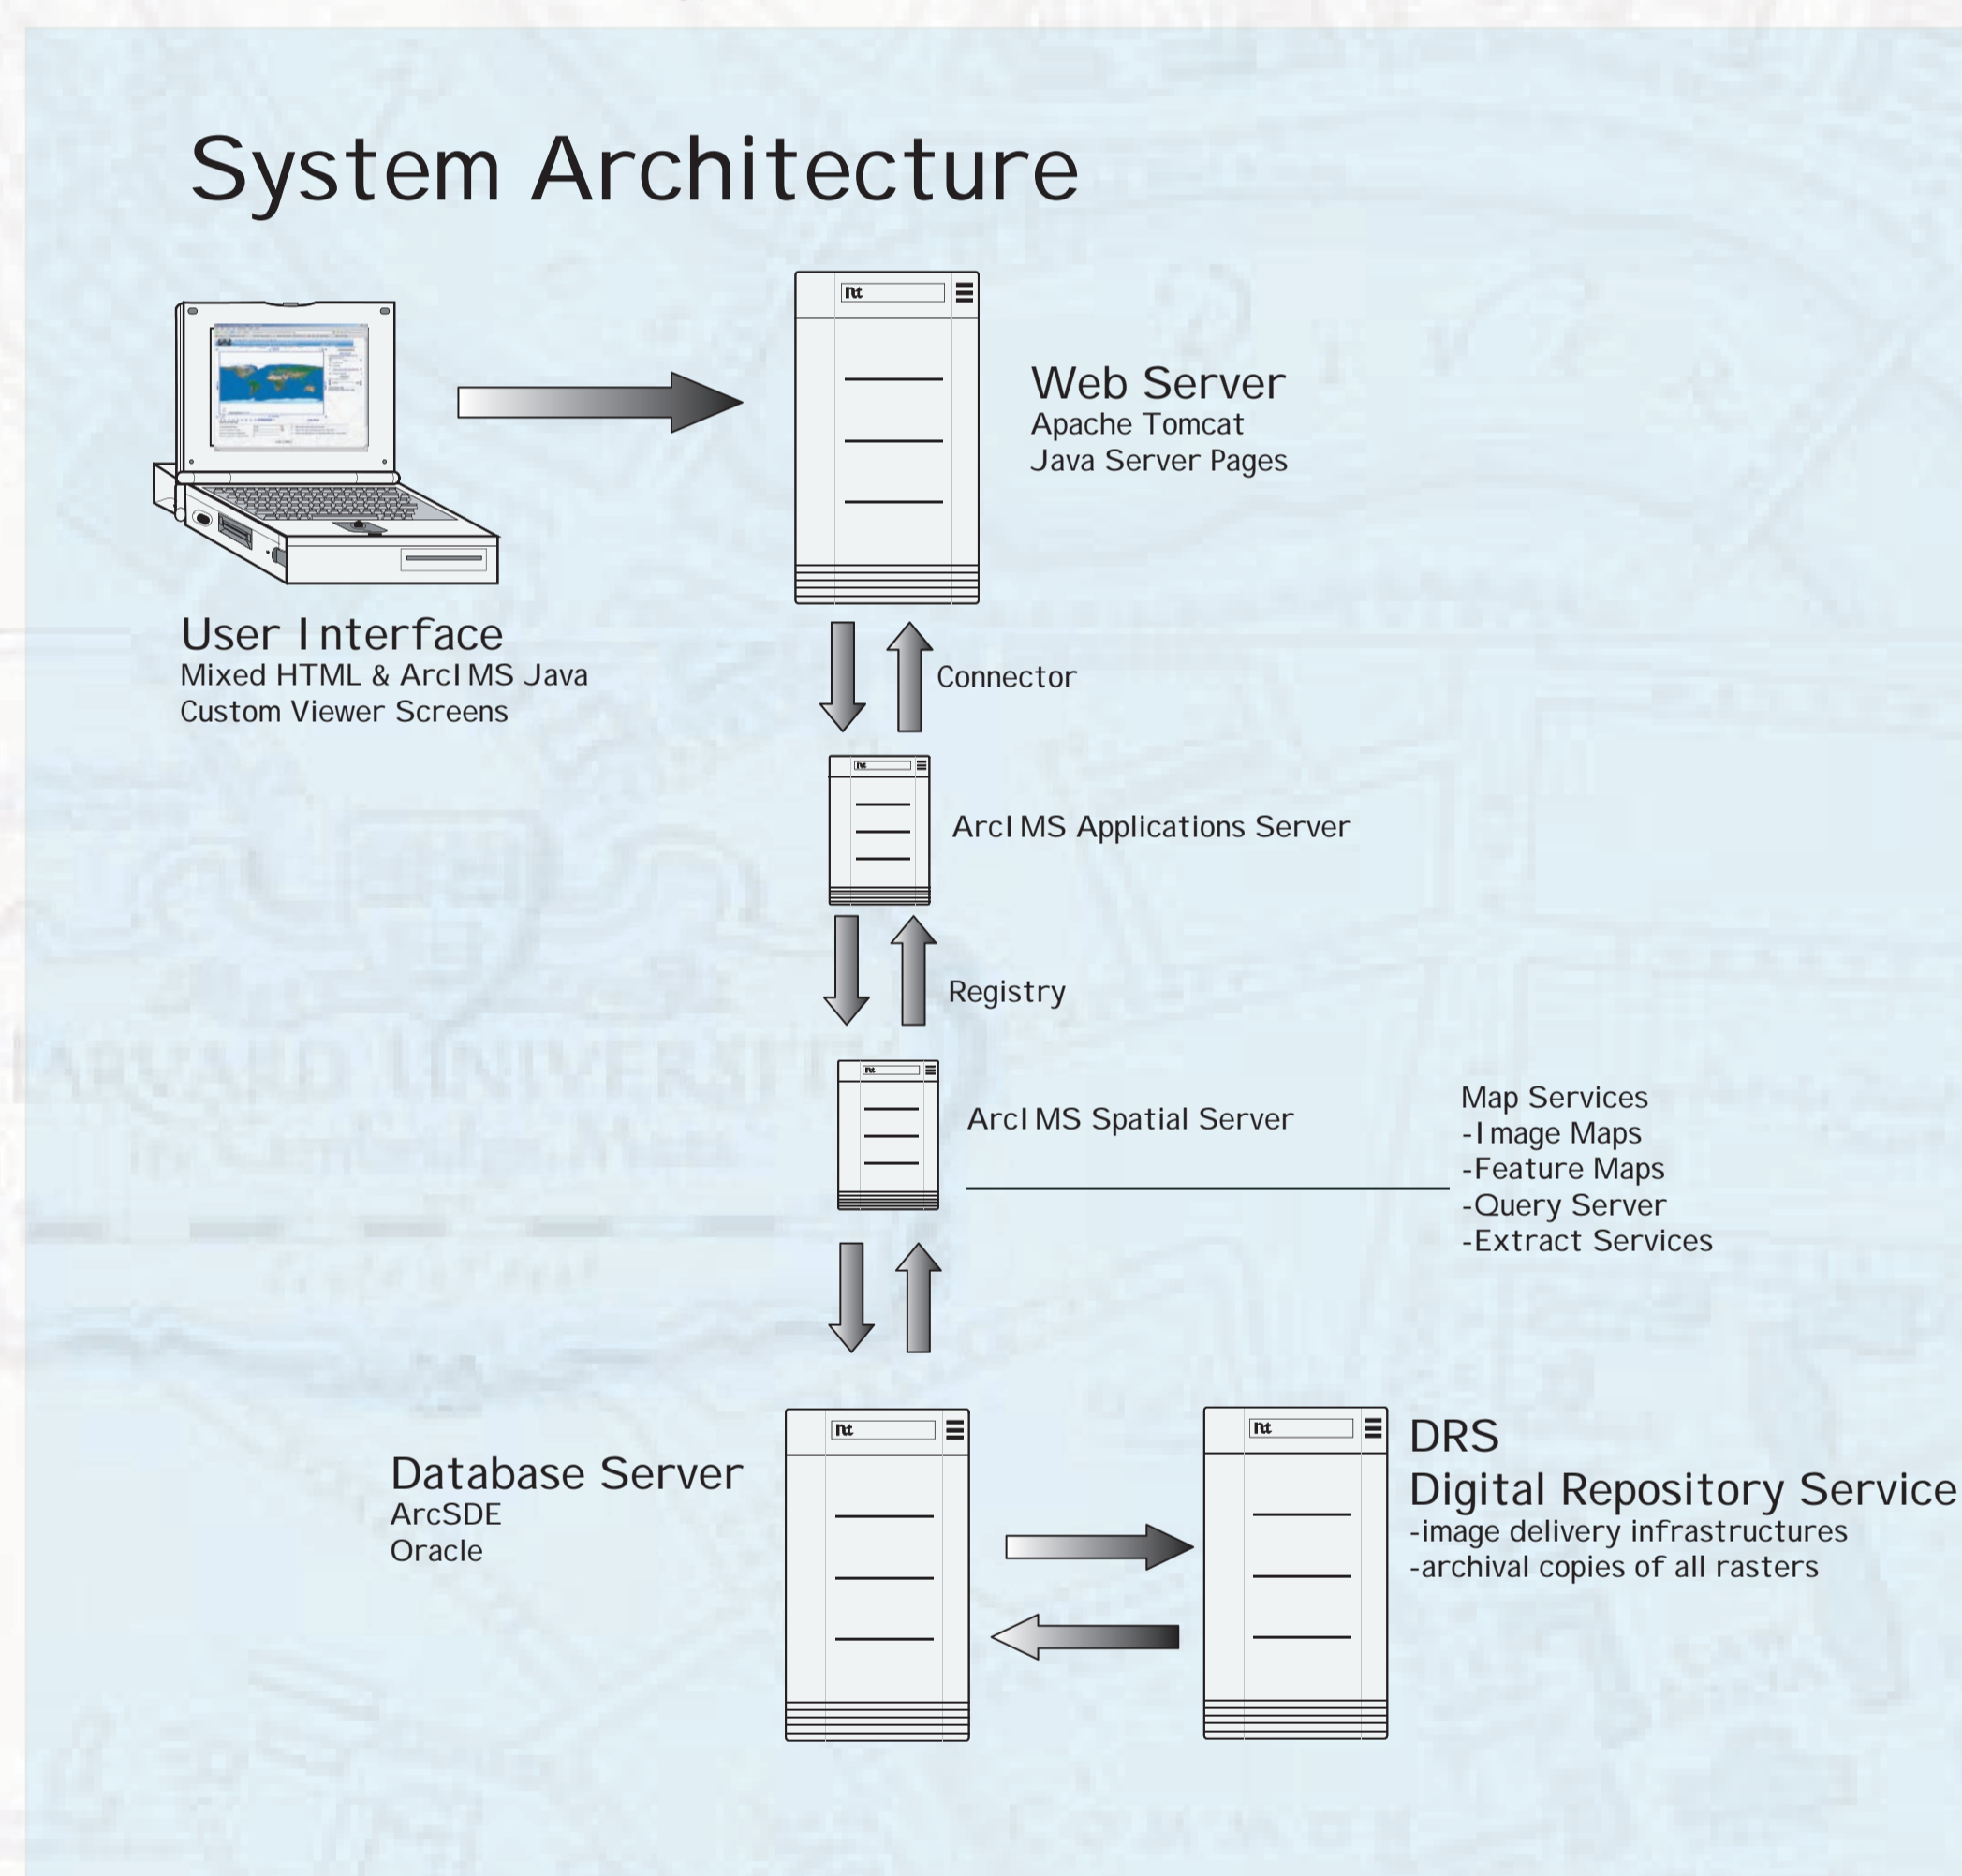 System Architecture
Web Server
Apache Tomcat
Java Server Pages
User Interface
Mixed HTML & ArcIMS Java
Custom Viewer Screens
Connector
ArcIMS Applications Server
Registry
ArcIMS Spatial Server
Map Services
-Image Maps
-Feature Maps
-Query Server
-Extract Services
Database Server
ArcSDE
Oracle
DRS
Digital Repository Service
-image delivery infrastructures
-archival copies of all rasters